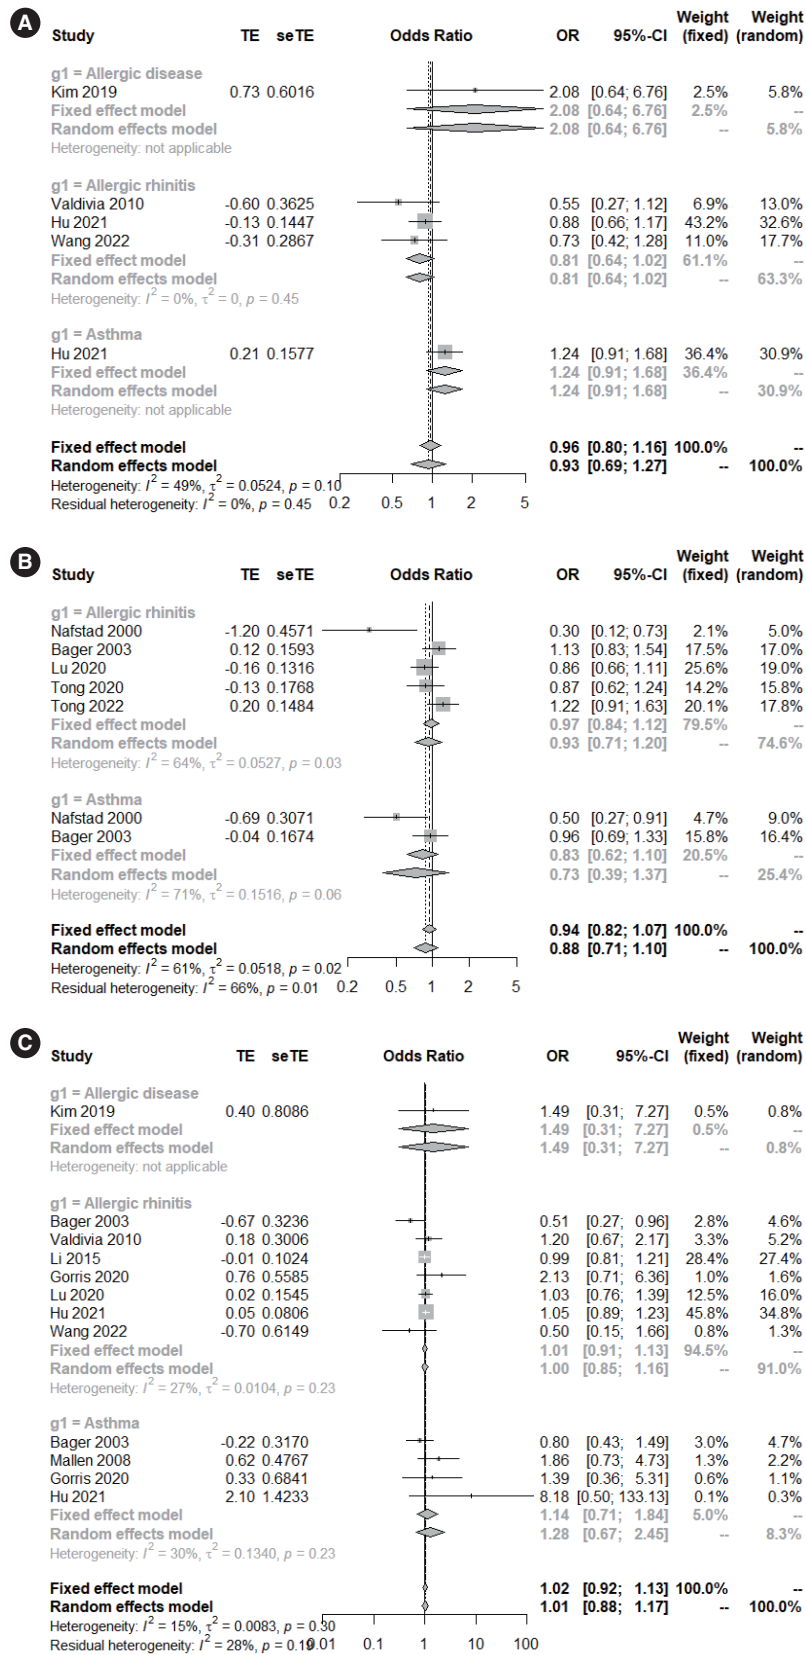 A
Study TE seTE Odds Ratio OR 95%-CI Weight (fixed) Weight (random)
g1 = Allergic disease
Kim 2019 0.73 0.6016 2.08 [0.64; 6.76] 2.5% 5.8%
Fixed effect model 2.08 [0.64; 6.76] 2.5% --
Random effects model 2.08 [0.64; 6.76] -- 5.8%
Heterogeneity: not applicable
g1 = Allergic rhinitis
Valdivia 2010 -0.60 0.3625 0.55 [0.27; 1.12] 6.9% 13.0%
Hu 2021 -0.13 0.1447 0.88 [0.66; 1.17] 43.2% 32.6%
Wang 2022 -0.31 0.2867 0.73 [0.42; 1.28] 11.0% 17.7%
Fixed effect model 0.81 [0.64; 1.02] 61.1% --
Random effects model 0.81 [0.64; 1.02] -- 63.3%
Heterogeneity: I² = 0%, τ² = 0, p = 0.45
g1 = Asthma
Hu 2021 0.21 0.1577 1.24 [0.91; 1.68] 36.4% 30.9%
Fixed effect model 1.24 [0.91; 1.68] 36.4% --
Random effects model 1.24 [0.91; 1.68] -- 30.9%
Heterogeneity: not applicable
Fixed effect model 0.96 [0.80; 1.16] 100.0% --
Random effects model 0.93 [0.69; 1.27] -- 100.0%
Heterogeneity: I² = 49%, τ² = 0.0524, p = 0.10
Residual heterogeneity: I² = 0%, p = 0.45 0.2 0.5 1 2 5
B
Study TE seTE Odds Ratio OR 95%-CI Weight (fixed) Weight (random)
g1 = Allergic rhinitis
Nafstad 2000 -1.20 0.4571 0.30 [0.12; 0.73] 2.1% 5.0%
Bager 2003 0.12 0.1593 1.13 [0.83; 1.54] 17.5% 17.0%
Lu 2020 -0.16 0.1316 0.86 [0.66; 1.11] 25.6% 19.0%
Tong 2020 -0.13 0.1768 0.87 [0.62; 1.24] 14.2% 15.8%
Tong 2022 0.20 0.1484 1.22 [0.91; 1.63] 20.1% 17.8%
Fixed effect model 0.97 [0.84; 1.12] 79.5% --
Random effects model 0.93 [0.71; 1.20] -- 74.6%
Heterogeneity: I² = 64%, τ² = 0.0527, p = 0.03
g1 = Asthma
Nafstad 2000 -0.69 0.3071 0.50 [0.27; 0.91] 4.7% 9.0%
Bager 2003 -0.04 0.1674 0.96 [0.69; 1.33] 15.8% 16.4%
Fixed effect model 0.83 [0.62; 1.10] 20.5% --
Random effects model 0.73 [0.39; 1.37] -- 25.4%
Heterogeneity: I² = 71%, τ² = 0.1516, p = 0.06
Fixed effect model 0.94 [0.82; 1.07] 100.0% --
Random effects model 0.88 [0.71; 1.10] -- 100.0%
Heterogeneity: I² = 61%, τ² = 0.0518, p = 0.02
Residual heterogeneity: I² = 66%, p = 0.01 0.2 0.5 1 2 5
C
Study TE seTE Odds Ratio OR 95%-CI Weight (fixed) Weight (random)
g1 = Allergic disease
Kim 2019 0.40 0.8086 1.49 [0.31; 7.27] 0.5% 0.8%
Fixed effect model 1.49 [0.31; 7.27] 0.5% --
Random effects model 1.49 [0.31; 7.27] -- 0.8%
Heterogeneity: not applicable
g1 = Allergic rhinitis
Bager 2003 -0.67 0.3236 0.51 [0.27; 0.96] 2.8% 4.6%
Valdivia 2010 0.18 0.3006 1.20 [0.67; 2.17] 3.3% 5.2%
Li 2015 -0.01 0.1024 0.99 [0.81; 1.21] 28.4% 27.4%
Gorris 2020 0.76 0.5585 2.13 [0.71; 6.36] 1.0% 1.6%
Lu 2020 0.02 0.1545 1.03 [0.76; 1.39] 12.5% 16.0%
Hu 2021 0.05 0.0806 1.05 [0.89; 1.23] 45.8% 34.8%
Wang 2022 -0.70 0.6149 0.50 [0.15; 1.66] 0.8% 1.3%
Fixed effect model 1.01 [0.91; 1.13] 94.5% --
Random effects model 1.00 [0.85; 1.16] -- 91.0%
Heterogeneity: I² = 27%, τ² = 0.0104, p = 0.23
g1 = Asthma
Bager 2003 -0.22 0.3170 0.80 [0.43; 1.49] 3.0% 4.7%
Mallen 2008 0.62 0.4767 1.86 [0.73; 4.73] 1.3% 2.2%
Gorris 2020 0.33 0.6841 1.39 [0.36; 5.31] 0.6% 1.1%
Hu 2021 2.10 1.4233 8.18 [0.50; 133.13] 0.1% 0.3%
Fixed effect model 1.14 [0.71; 1.84] 5.0% --
Random effects model 1.28 [0.67; 2.45] -- 8.3%
Heterogeneity: I² = 30%, τ² = 0.1340, p = 0.23
Fixed effect model 1.02 [0.92; 1.13] 100.0% --
Random effects model 1.01 [0.88; 1.17] -- 100.0%
Heterogeneity: I² = 15%, τ² = 0.0083, p = 0.30
Residual heterogeneity: I² = 28%, p = 0.19 0.01 0.1 1 10 100